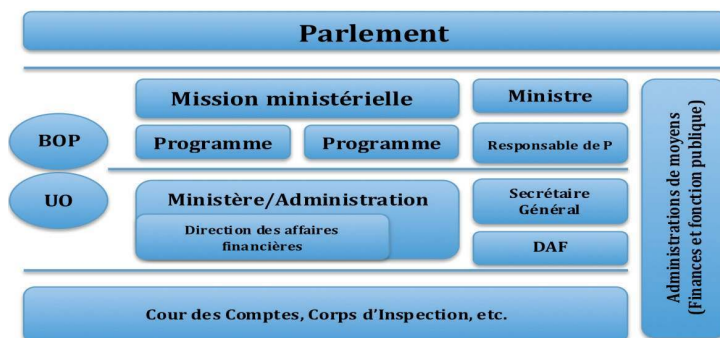 Parlement
Mission ministérielle
Ministre
BOP
Programme
Programme
Responsable de P
UO
Ministère/Administration
Direction des affaires
financières
Secrétaire
Général
DAF
Administrations de moyens
(Finances et fonction publique)
Cour des Comptes, Corps d'Inspection, etc.